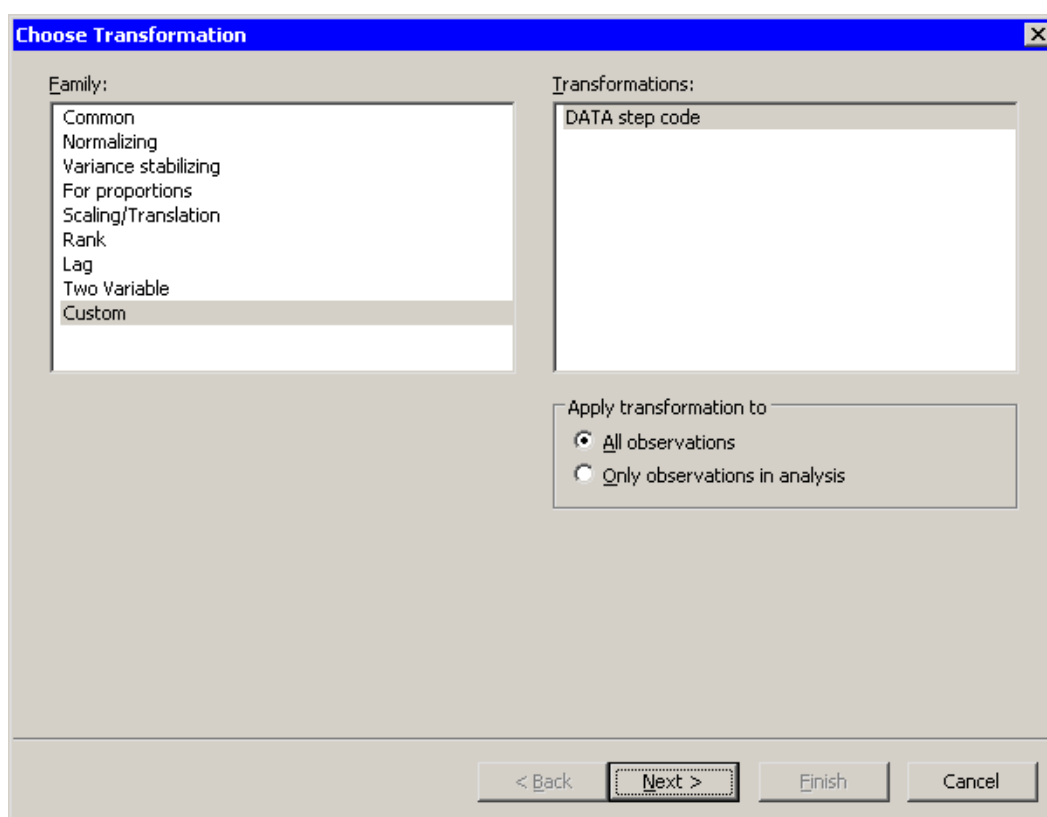 Choose Transformation
Family:
Common
Normalizing
Variance stabilizing
For proportions
Scaling/Translation
Rank
Lag
Two Variable
Custom
Transformations:
DATA step code
Apply transformation to
All observations
Only observations in analysis
< Back
Next >
Finish
Cancel